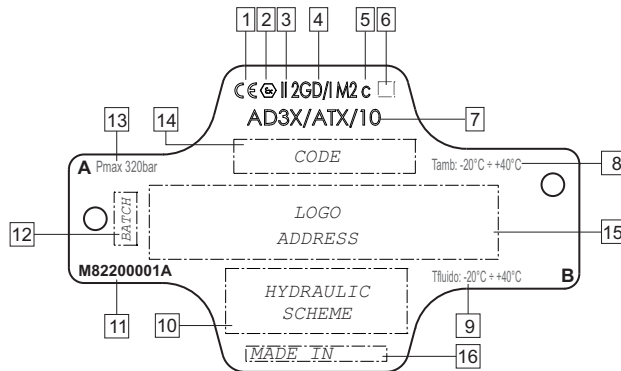 1 2 3 4 5 6
CE Ex II 2GD/I M2 c
AD3X/ATX/10
7
14
13
CODE
A Pmax 320bar
Tamb: -20°C ÷ +40°C
8
BATCH
12
LOGO
ADDRESS
15
M82200001A
Tfluido: -20°C ÷ +40°C
B
HYDRAULIC
SCHEME
11
10
9
MADE IN
16